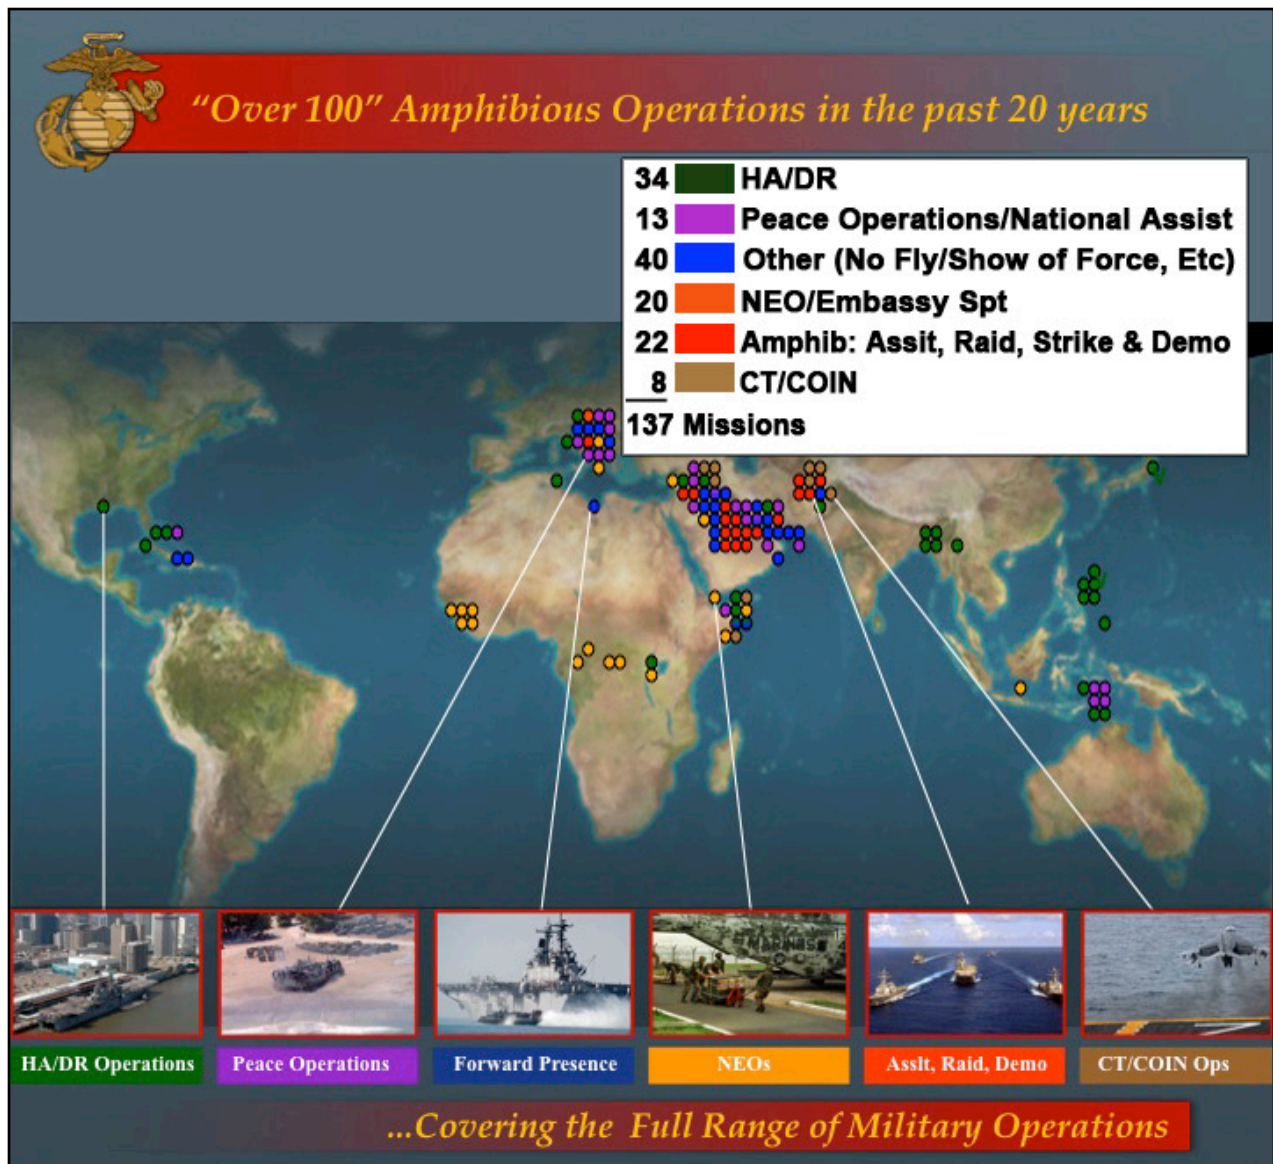 “Over 100” Amphibious Operations in the past 20 years
34 HA/DR
13 Peace Operations/National Assist
40 Other (No Fly/Show of Force, Etc)
20 NEO/Embassy Spt
22 Amphib: Assit, Raid, Strike & Demo
8 CT/COIN
137 Missions
MARINES
HA/DR Operations
Peace Operations
Forward Presence
NEOs
Asslt, Raid, Demo
CT/COIN Ops
...Covering the Full Range of Military Operations